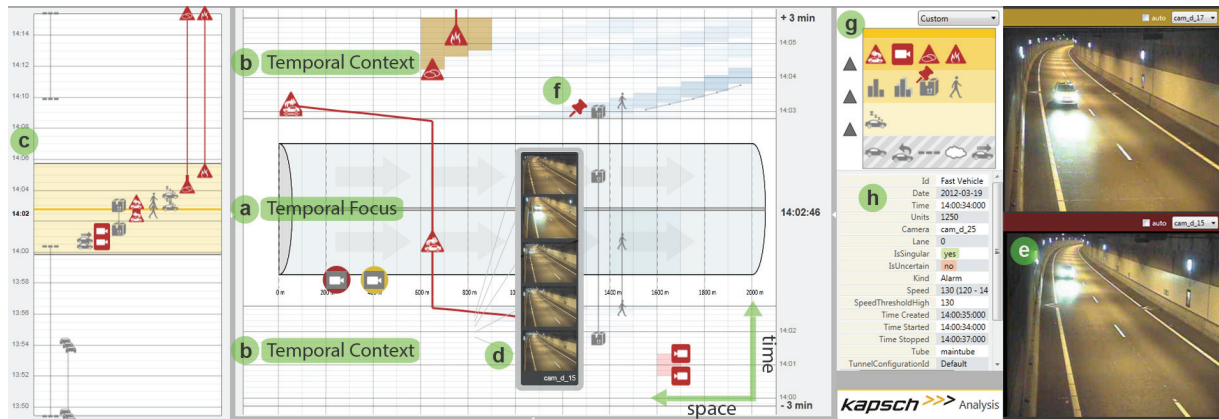 14:14
14:12
14:10
14:08
14:06
14:04
14:02
14:00
13:58
13:56
13:54
13:52
13:50
c
b Temporal Context
+ 3 min
14:05
14:04
14:03
f
a Temporal Focus
14:02:46
0 m
400 m
600 m
800 m
1400 m
1600 m
1800 m
2000 m
b Temporal Context
d
cam_d_15
14:02
14:01
14:00
- 3 min
time
space
g
Custom
h
Id Fast Vehicle
Date 2012-03-19
Time 14:00:34:000
Units 1250
Camera cam_d_25
Lane 0
IsSingular yes
IsUncertain no
Kind Alarm
Speed 130 (120 - 14
SpeedThresholdHigh 130
Time Created 14:00:35:000
Time Started 14:00:34:000
Time Stopped 14:00:37:000
Tube maintube
TunnelConfigurationId Default
kapsch >>> Analysis
auto cam_d_17
auto cam_d_15
e